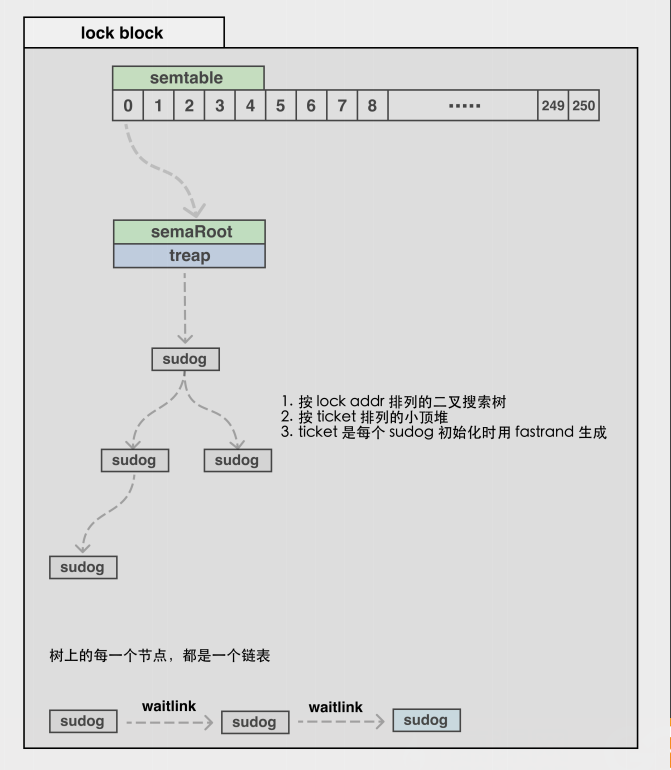 lock block
semtable
0 1 2 3 4 5 6 7 8 ····· 249 250
semaRoot
treap
sudog
1. 按 lock addr 排列的二叉搜索树
2. 按 ticket 排列的小顶堆
3. ticket 是每个 sudog 初始化时用 fastrand 生成
sudog sudog
sudog
树上的每一个节点，都是一个链表
waitlink waitlink
sudog sudog sudog